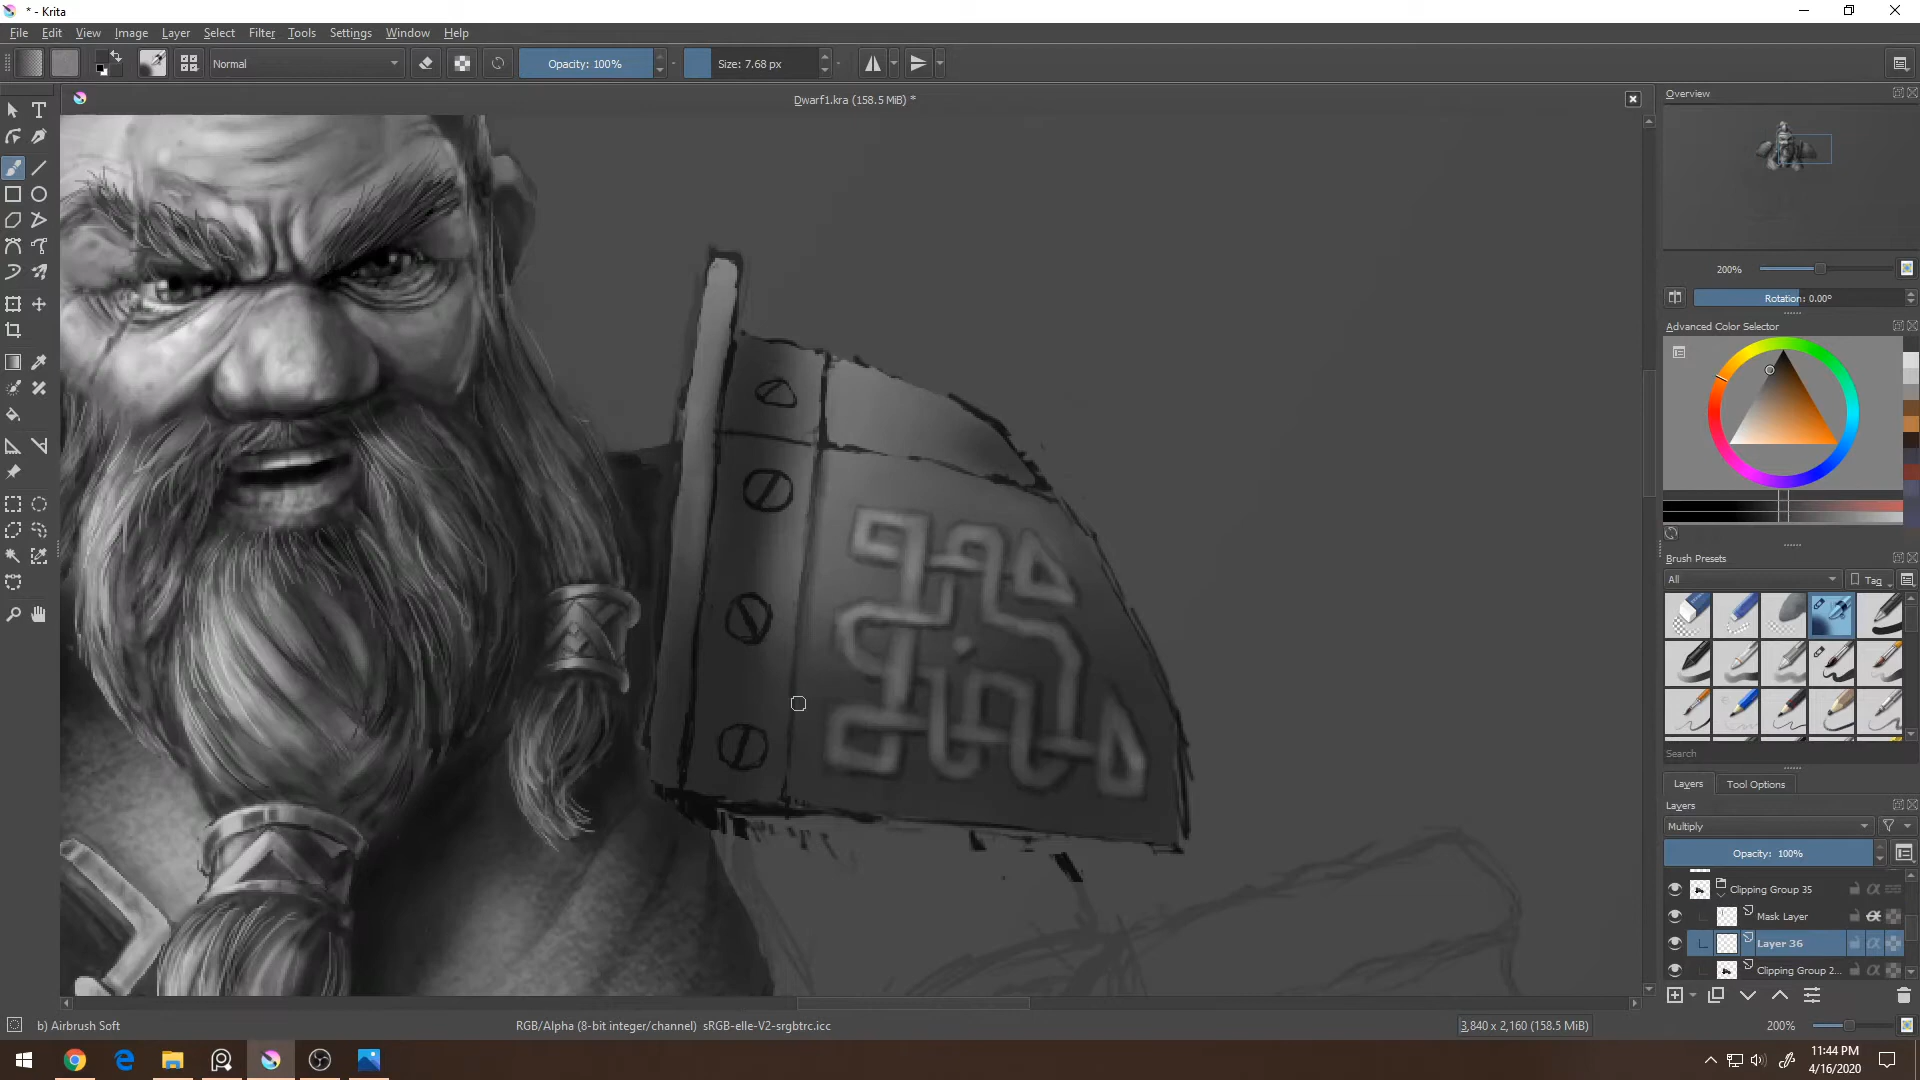 * - Krita
File Edit View Image Layer Select Filter Tools Settings Window Help
Normal Opacity: 100% Size: 7.68 px
Dwarf1.kra (158.5 MiB) *
Overview
200%
Rotation: 0.00°
Advanced Color Selector
Brush Presets
All Tag
Search
Layers Tool Options
Layers
Multiply
Opacity: 100%
Clipping Group 35
Mask Layer
Layer 36
Clipping Group 2...
b) Airbrush Soft RGB/Alpha (8-bit integer/channel) sRGB-elle-V2-srgbtrc.icc 3,840 x 2,160 (158.5 MiB) 200%
11:44 PM
4/16/2020